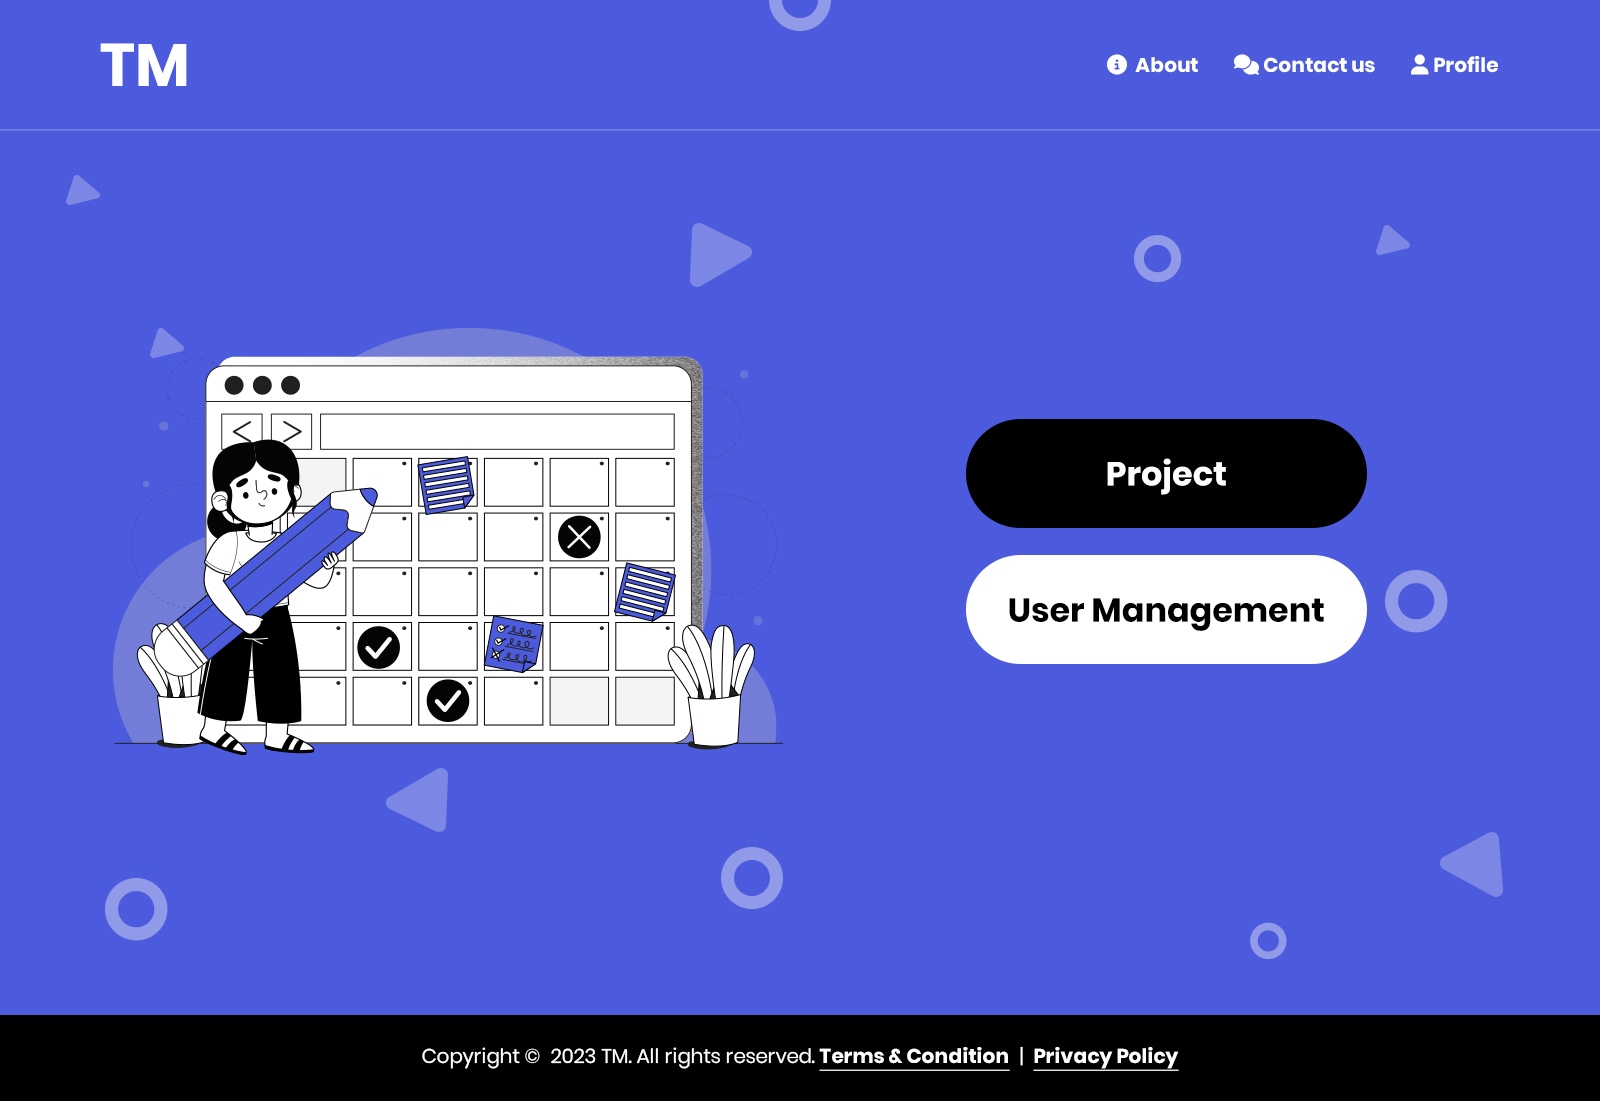 TM
About
Contact us
Profile
Project
User Management
Copyright © 2023 TM. All rights reserved. Terms & Condition | Privacy Policy